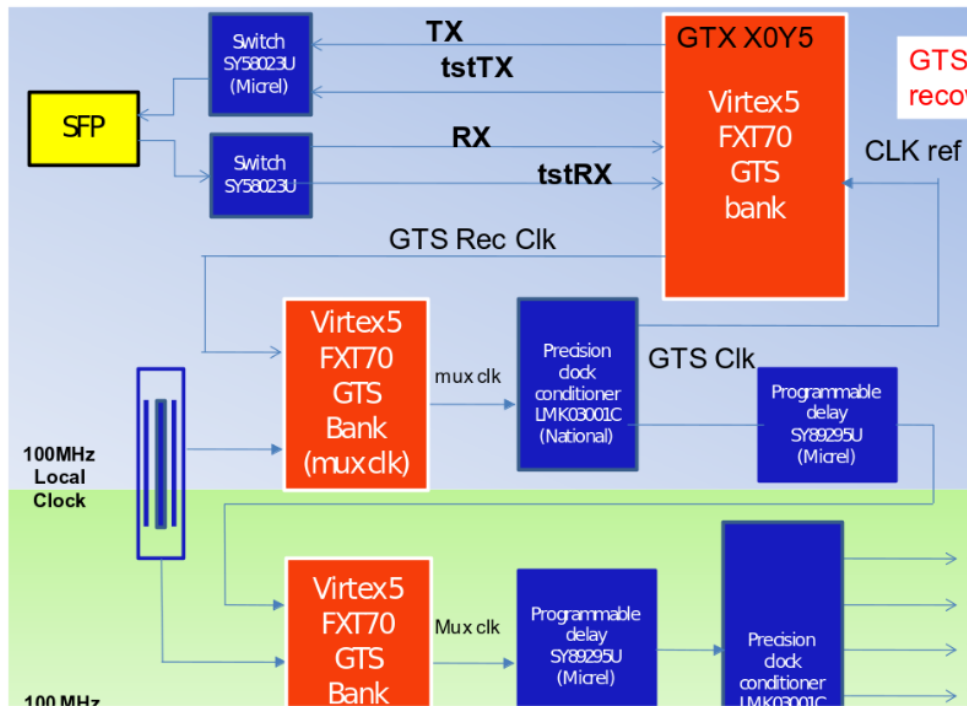 Switch
SY58023U
(Micrel)
TX
tstTX
GTX X0Y5
Virtex5
FXT70
GTS
bank
GTS
SFP
Switch
SY58023U
RX
tstRX
CLK ref
GTS Rec Clk
Virtex5
FXT70
GTS
Bank
(mux clk)
mux clk
Precision
clock
conditioner
LMK03001C
(National)
GTS Clk
Programmable
delay
SY89295U
(Micrel)
100MHz
Local
Clock
Virtex5
FXT70
GTS
Bank
Mux clk
Programmable
delay
SY89295U
(Micrel)
Precision
clock
conditioner
LMK03001C
100 MHz